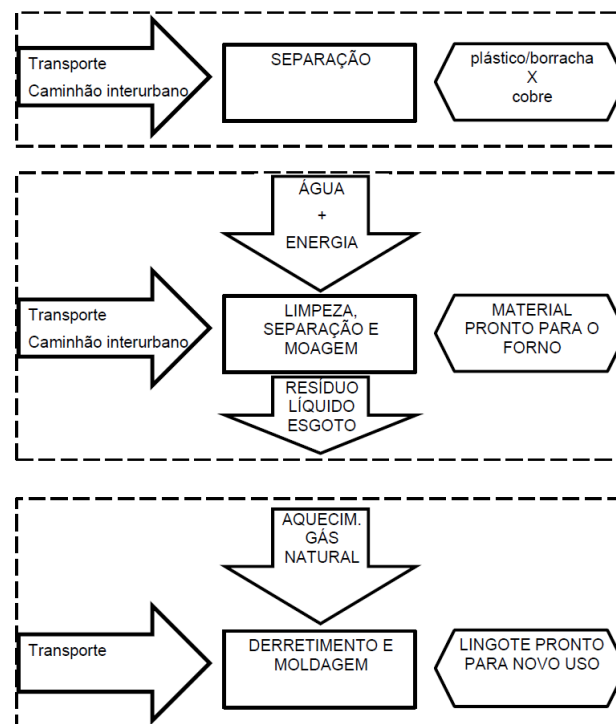 Transporte
Caminhão interurbano
SEPARAÇÃO
plástico/borracha
X
cobre
ÁGUA
+
ENERGIA
Transporte
Caminhão interurbano
LIMPEZA,
SEPARAÇÃO E
MOAGEM
MATERIAL
PRONTO PARA O
FORNO
RESÍDUO
LÍQUIDO
ESGOTO
AQUECIM.
GÁS
NATURAL
Transporte
DERRETIMENTO E
MOLDAGEM
LINGOTE PRONTO
PARA NOVO USO